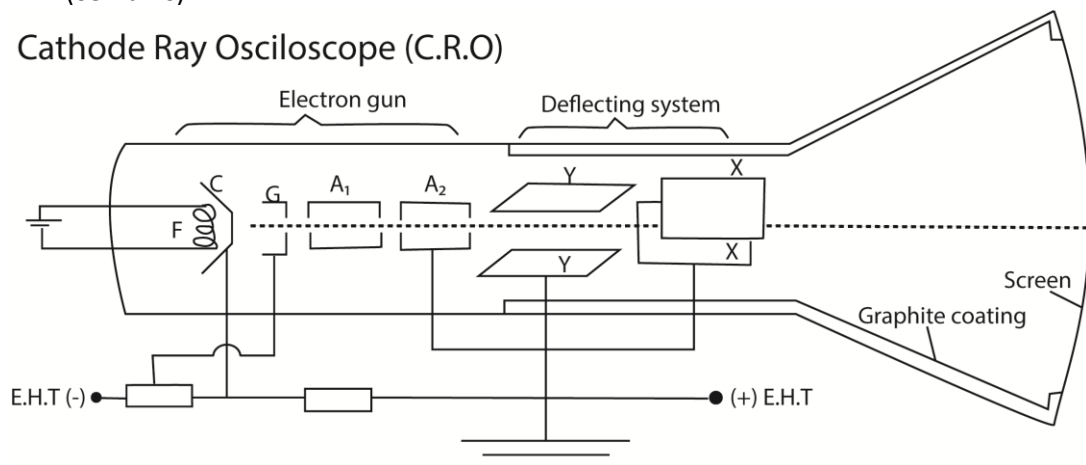 Cathode Ray Osciloscope (C.R.O)
Electron gun
Deflecting system
C
G
A₁
A₂
Y
X
F
Y
X
Screen
Graphite coating
E.H.T (-)
(+) E.H.T